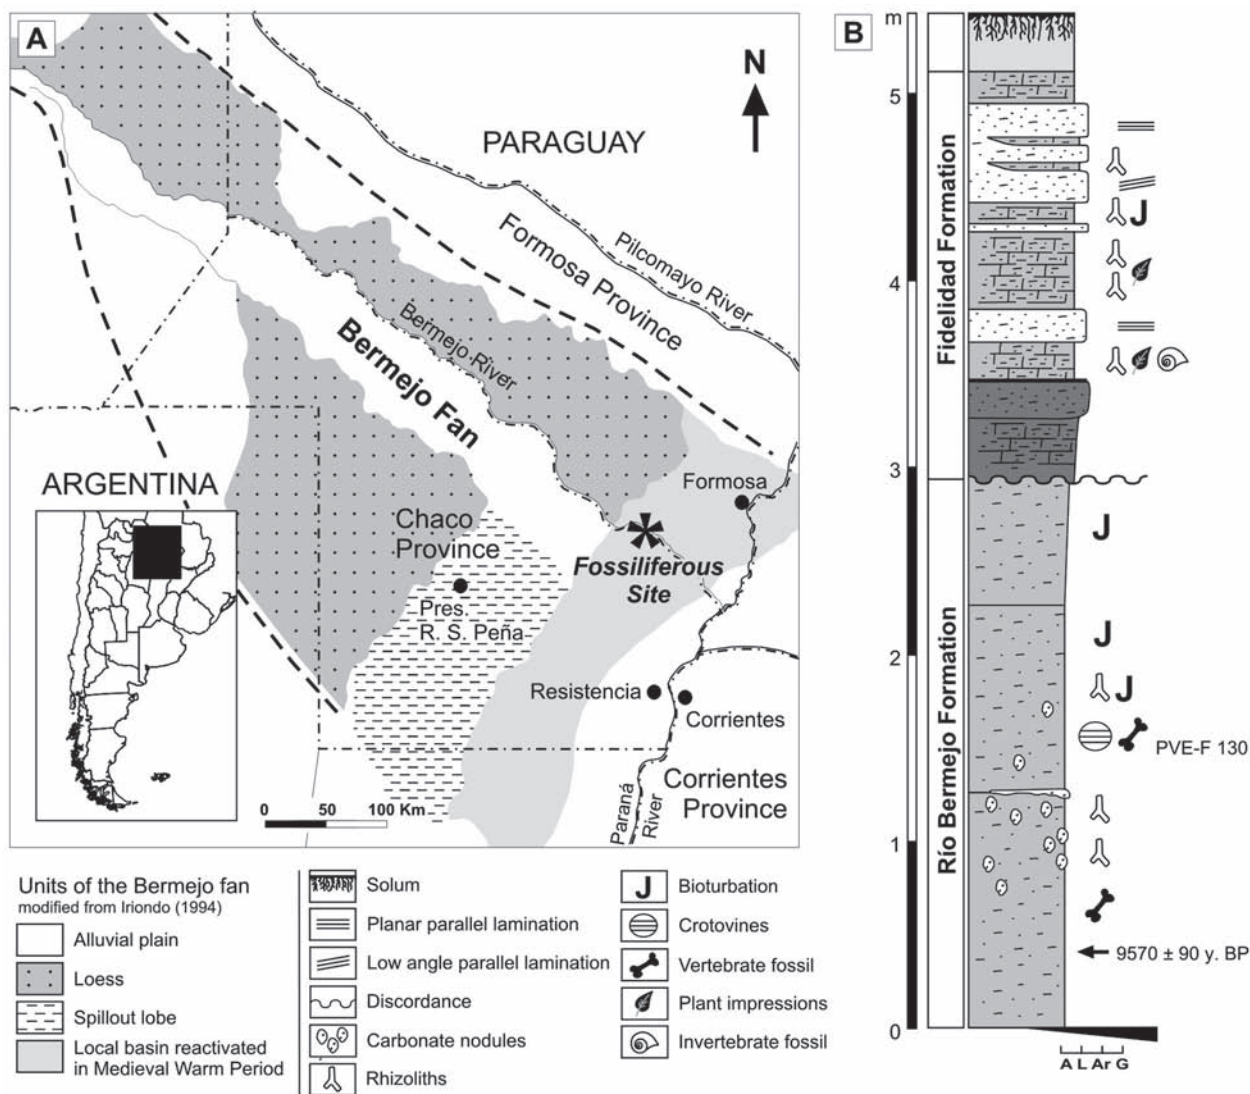 A
N
PARAGUAY
Formosa Province
Pilcomayo River
Bermejo River
Bermejo Fan
ARGENTINA
Chaco
Province
Formosa
Fossiliferous
Site
Pres.
R. S. Peña
Resistencia
Corrientes
Corrientes
Province
Paraná
River
0 50 100 Km
B
m
5
4
3
2
1
0
Fidelidad Formation
Río Bermejo Formation
J
J
J
J
PVE-F 130
9570 ± 90 y. BP
A L Ar G
Units of the Bermejo fan
modified from Iriondo (1994)
Alluvial plain
Loess
Spillout lobe
Local basin reactivated
in Medieval Warm Period
Solum
Planar parallel lamination
Low angle parallel lamination
Discordance
Carbonate nodules
Rhizoliths
J Bioturbation
Crotovines
Vertebrate fossil
Plant impressions
Invertebrate fossil